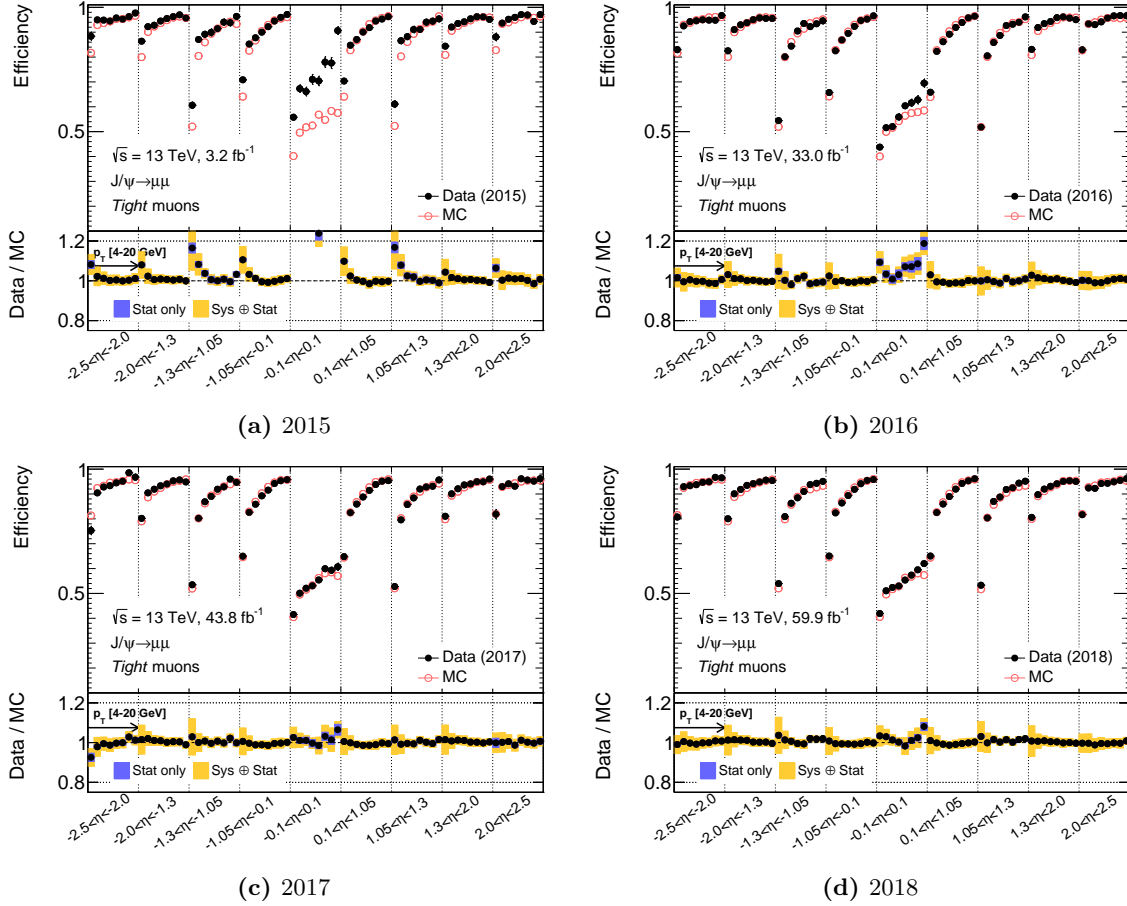 Efficiency
1
0.5
√s = 13 TeV, 3.2 fb⁻¹
J/ψ→μμ
Tight muons
Data (2015)
MC
Data / MC
1.2
1
0.8
p_T [4-20 GeV]
Stat only
Sys ⊕ Stat
-2.5<η<-2.0
-2.0<η<-1.3
-1.3<η<-1.05
-1.05<η<-0.1
-0.1<η<0.1
0.1<η<1.05
1.05<η<1.3
1.3<η<2.0
2.0<η<2.5
(a) 2015
Efficiency
1
0.5
√s = 13 TeV, 33.0 fb⁻¹
J/ψ→μμ
Tight muons
Data (2016)
MC
Data / MC
1.2
1
0.8
p_T [4-20 GeV]
Stat only
Sys ⊕ Stat
-2.5<η<-2.0
-2.0<η<-1.3
-1.3<η<-1.05
-1.05<η<-0.1
-0.1<η<0.1
0.1<η<1.05
1.05<η<1.3
1.3<η<2.0
2.0<η<2.5
(b) 2016
Efficiency
1
0.5
√s = 13 TeV, 43.8 fb⁻¹
J/ψ→μμ
Tight muons
Data (2017)
MC
Data / MC
1.2
1
0.8
p_T [4-20 GeV]
Stat only
Sys ⊕ Stat
-2.5<η<-2.0
-2.0<η<-1.3
-1.3<η<-1.05
-1.05<η<-0.1
-0.1<η<0.1
0.1<η<1.05
1.05<η<1.3
1.3<η<2.0
2.0<η<2.5
(c) 2017
Efficiency
1
0.5
√s = 13 TeV, 59.9 fb⁻¹
J/ψ→μμ
Tight muons
Data (2018)
MC
Data / MC
1.2
1
0.8
p_T [4-20 GeV]
Stat only
Sys ⊕ Stat
-2.5<η<-2.0
-2.0<η<-1.3
-1.3<η<-1.05
-1.05<η<-0.1
-0.1<η<0.1
0.1<η<1.05
1.05<η<1.3
1.3<η<2.0
2.0<η<2.5
(d) 2018